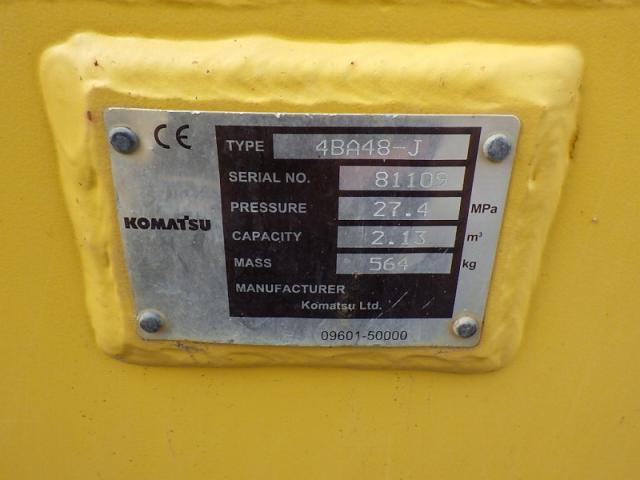 CE
TYPE 4BA48-J
SERIAL NO. 81109
PRESSURE 27.4 MPa
KOMATSU
CAPACITY 2.13 m³
MASS 564 kg
MANUFACTURER
Komatsu Ltd.
09601-50000